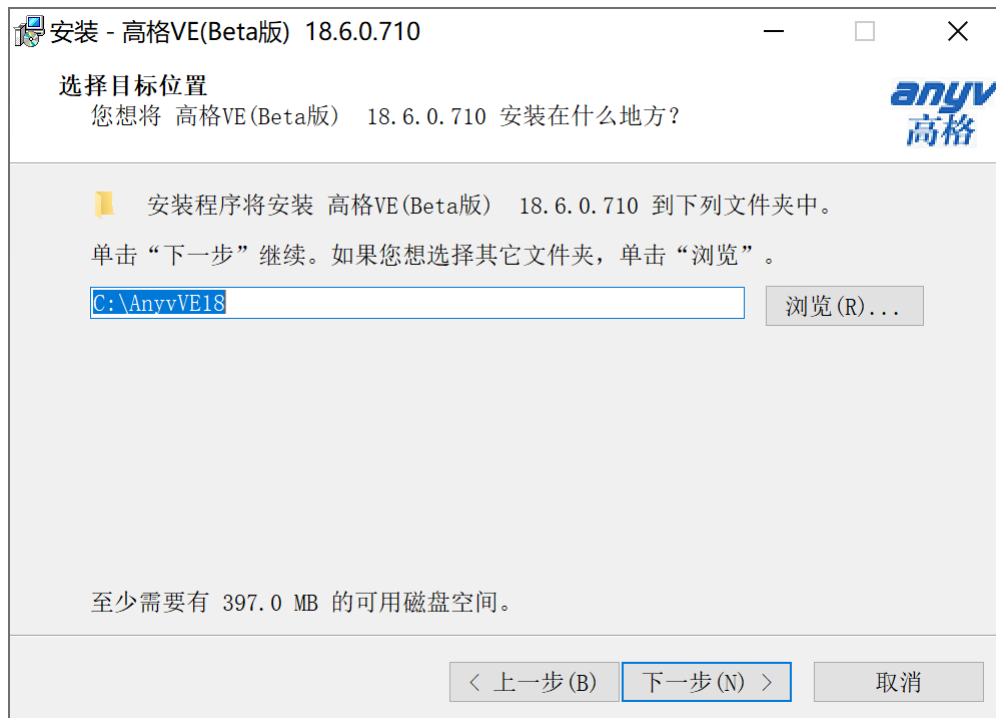 安装 - 高格VE(Beta版) 18.6.0.710
选择目标位置
您想将 高格VE(Beta版) 18.6.0.710 安装在什么地方?
anyv
高格
安装程序将安装 高格VE(Beta版) 18.6.0.710 到下列文件夹中。
单击“下一步”继续。如果您想选择其它文件夹，单击“浏览”。
C:\AnyvVE18
浏览(R)...
至少需要有 397.0 MB 的可用磁盘空间。
< 上一步(B)
下一步(N) >
取消